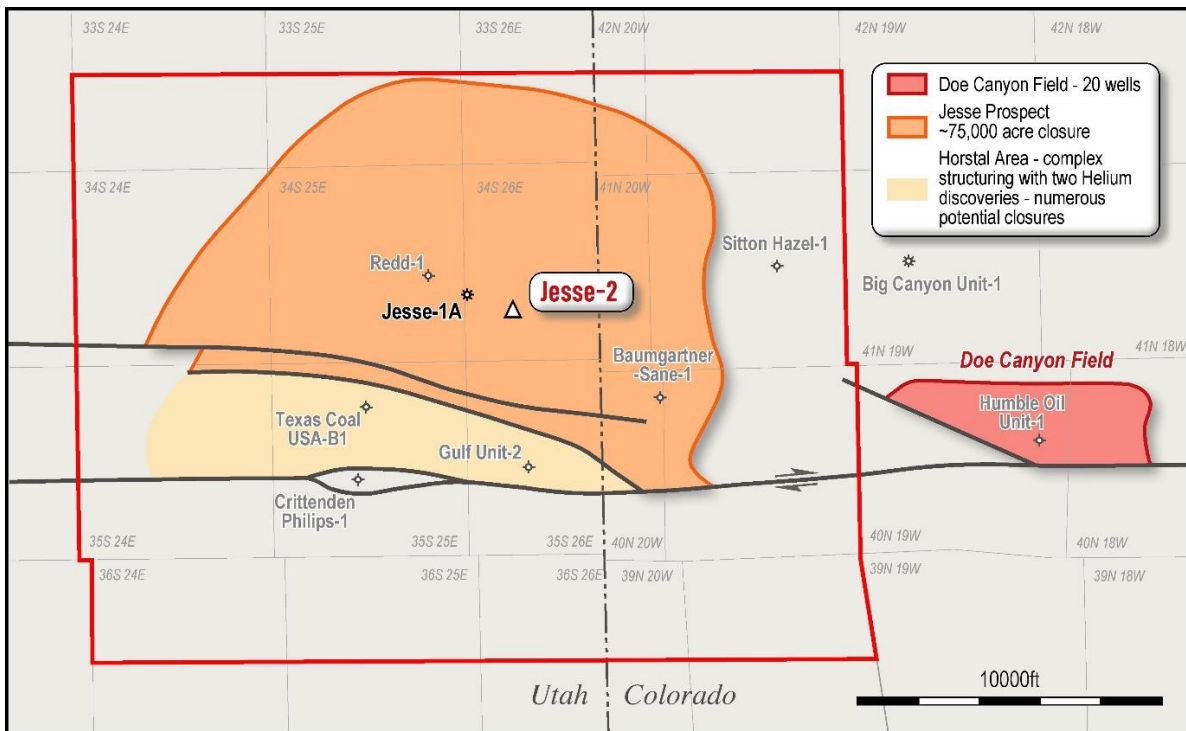 33S 24E
33S 25E
33S 26E
42N 20W
42N 19W
42N 18W
Doe Canyon Field - 20 wells
Jesse Prospect
~75,000 acre closure
Horstal Area - complex
structuring with two Helium
discoveries - numerous
potential closures
34S 24E
34S 25E
34S 26E
41N 20W
Sitton Hazel-1
Redd-1
Big Canyon Unit-1
Jesse-1A
Jesse-2
41N 19W
41N 18W
Baumgartner
-Sane-1
Doe Canyon Field
Humble Oil
Unit-1
Texas Coal
USA-B1
Gulf Unit-2
Crittenden
Philips-1
35S 24E
35S 25E
35S 26E
40N 20W
40N 19W
40N 18W
36S 24E
36S 25E
36S 26E
39N 20W
39N 19W
39N 18W
10000ft
Utah
Colorado